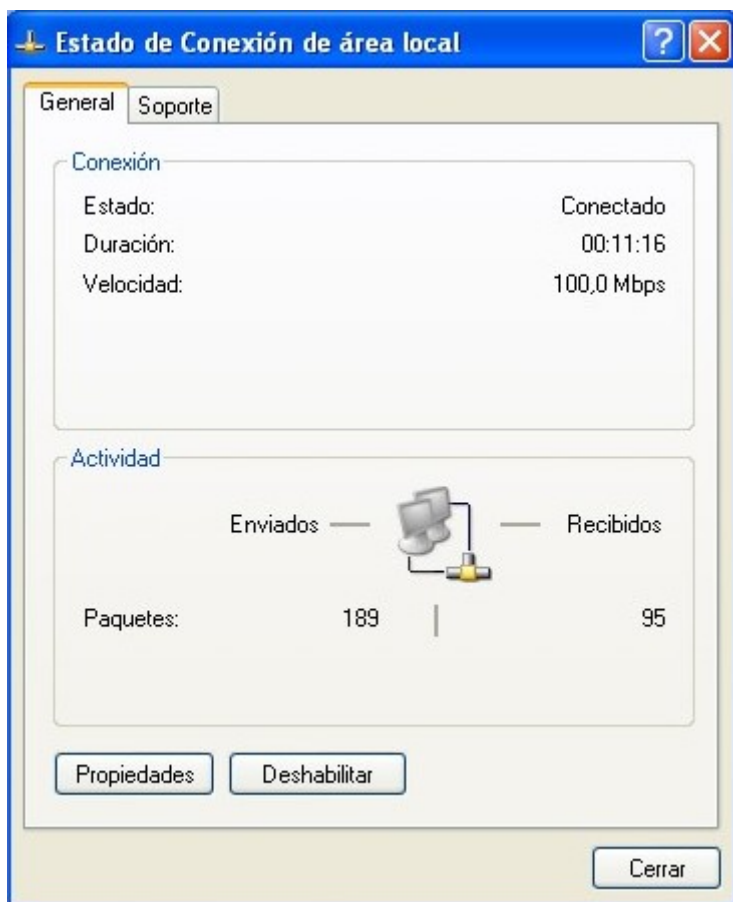 Estado de Conexión de área local
General Soporte
Conexión
Estado: Conectado
Duración: 00:11:16
Velocidad: 100,0 Mbps
Actividad
Enviados Recibidos
Paquetes: 189 95
Propiedades Deshabilitar
Cerrar